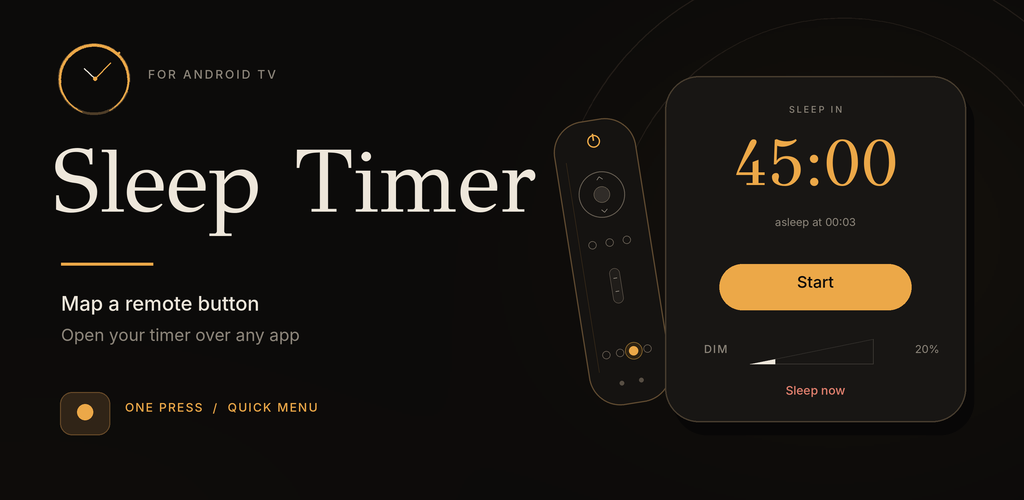 FOR ANDROID TV
Sleep Timer
Map a remote button
Open your timer over any app
ONE PRESS / QUICK MENU
SLEEP IN
45:00
asleep at 00:03
Start
DIM 20%
Sleep now